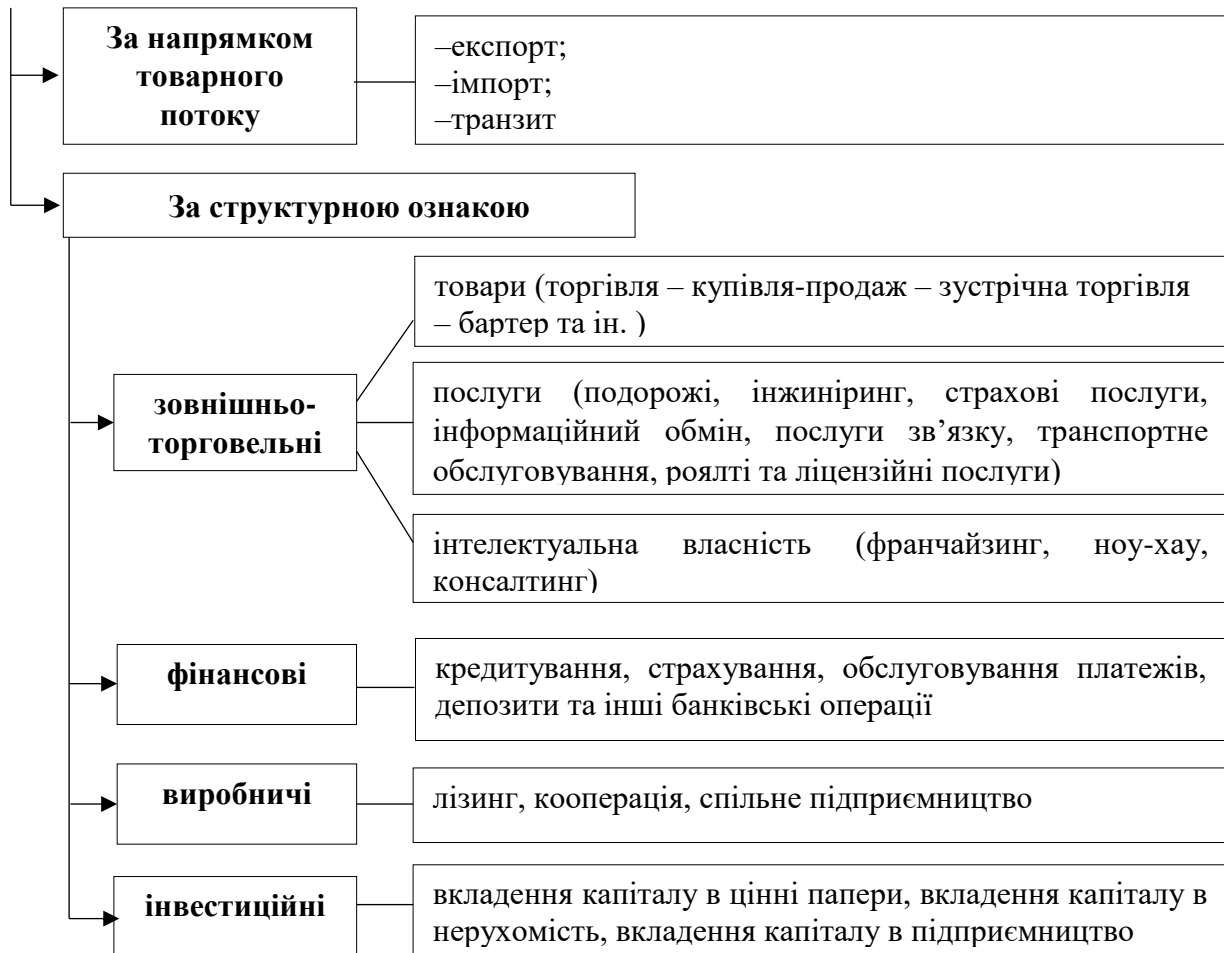 За напрямком
товарного
потоку
–експорт;
–імпорт;
–транзит
За структурною ознакою
зовнішньо-
торговельні
товари (торгівля – купівля-продаж – зустрічна торгівля
– бартер та ін. )
послуги (подорожі, інжиніринг, страхові послуги,
інформаційний обмін, послуги зв’язку, транспортне
обслуговування, роялті та ліцензійні послуги)
інтелектуальна власність (франчайзинг, ноу-хау,
консалтинг)
фінансові
кредитування, страхування, обслуговування платежів,
депозити та інші банківські операції
виробничі
лізинг, кооперація, спільне підприємництво
інвестиційні
вкладення капіталу в цінні папери, вкладення капіталу в
нерухомість, вкладення капіталу в підприємництво